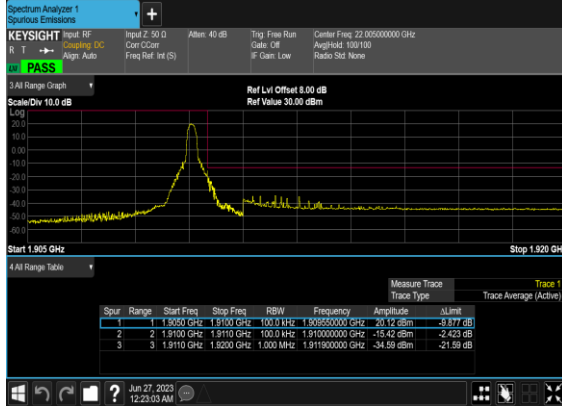 Spectrum Analyzer 1
Spurious Emissions
+
KEYSIGHT Input: RF Input Z: 50 Ω Atten: 40 dB Trig: Free Run Center Freq: 22.005000000 GHz
R T Coupling: DC Corr CCorr Gate: Off Avg|Hold: 100/100
Align: Auto Freq Ref: Int (S) IF Gain: Low Radio Std: None
PASS
3 All Range Graph
Ref Lvl Offset 8.00 dB
Scale/Div 10.0 dB Ref Value 30.00 dBm
Log
20.0
10.0
0.00
-10.0
-20.0
-30.0
-40.0
-50.0
-60.0
Start 1.905 GHz Stop 1.920 GH
4 All Range Table
Measure Trace Trace 1
Trace Type Trace Average (Active)
Spur Range Start Freq Stop Freq RBW Frequency Amplitude ΔLimit
1 1 1.9050 GHz 1.9100 GHz 100.0 kHz 1.909550000 GHz 20.12 dBm -9.877 dB
2 2 1.9100 GHz 1.9110 GHz 100.0 kHz 1.910000000 GHz -15.42 dBm -2.423 dB
3 3 1.9110 GHz 1.9200 GHz 1.000 MHz 1.911900000 GHz -34.59 dBm -21.59 dB
? Jun 27, 2023
12:23:03 AM